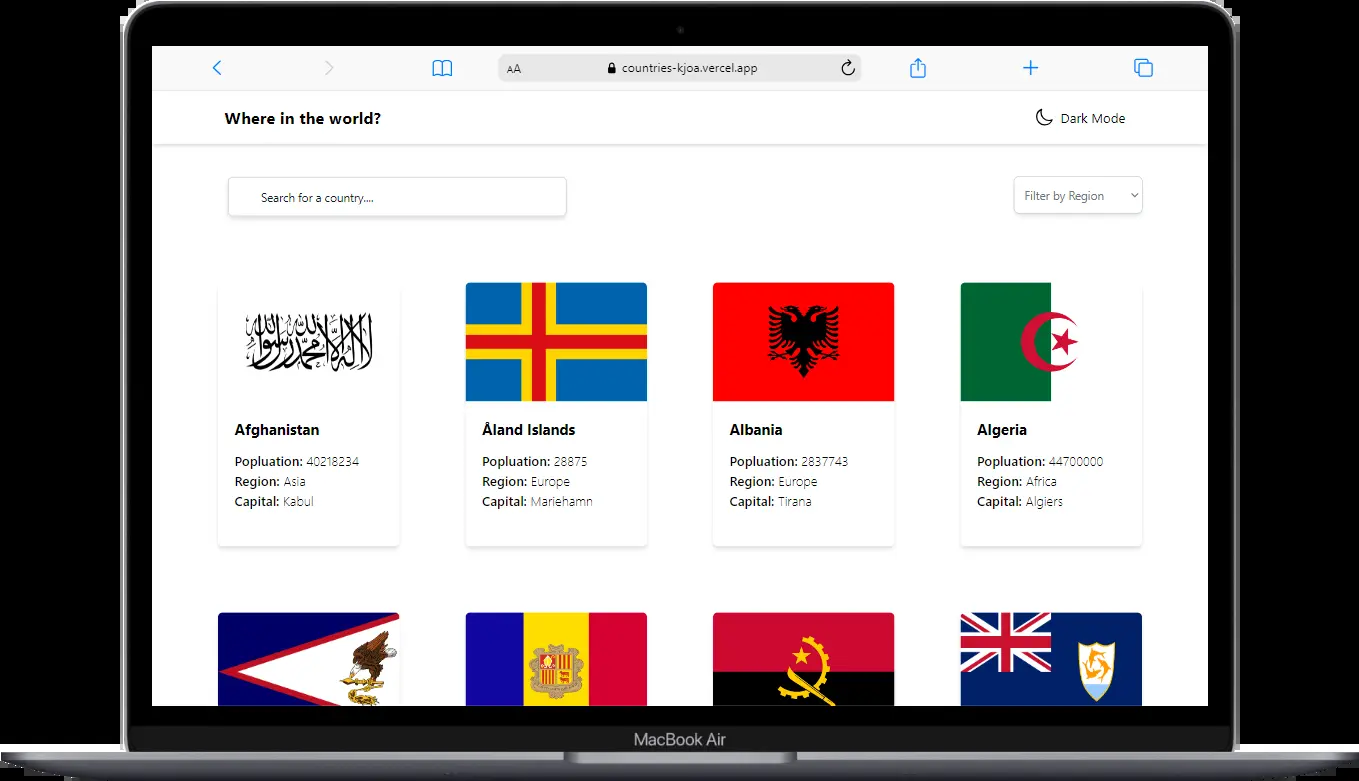 AA countries-kjoa.vercel.app
Where in the world?
Dark Mode
Search for a country....
Filter by Region
لا إله إلا الله محمد رسول الله
Afghanistan
Popluation: 40218234
Region: Asia
Capital: Kabul
Åland Islands
Popluation: 28875
Region: Europe
Capital: Mariehamn
Albania
Popluation: 2837743
Region: Europe
Capital: Tirana
Algeria
Popluation: 44700000
Region: Africa
Capital: Algiers
MacBook Air